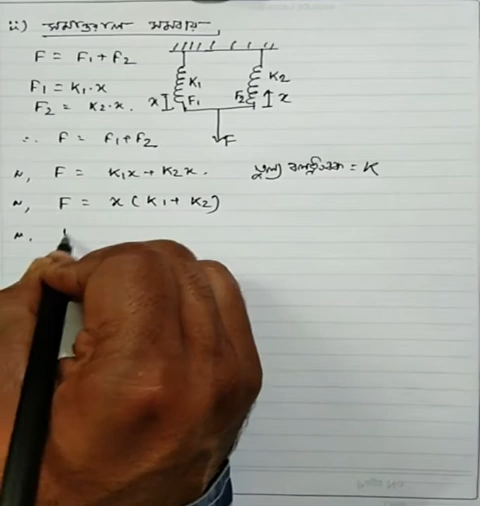 ii) সমান্তরাল সমবায়
F = F₁ + F₂
K₁
K₂
F₁ = K₁·x
x
F₁
F₂
x
F₂ = K₂·x.
F
∴ F = F₁+F₂
বা, F = K₁x + K₂x.
তুল্য বলধ্রুবক = K
বা, F = x (K₁ + K₂)
বা,